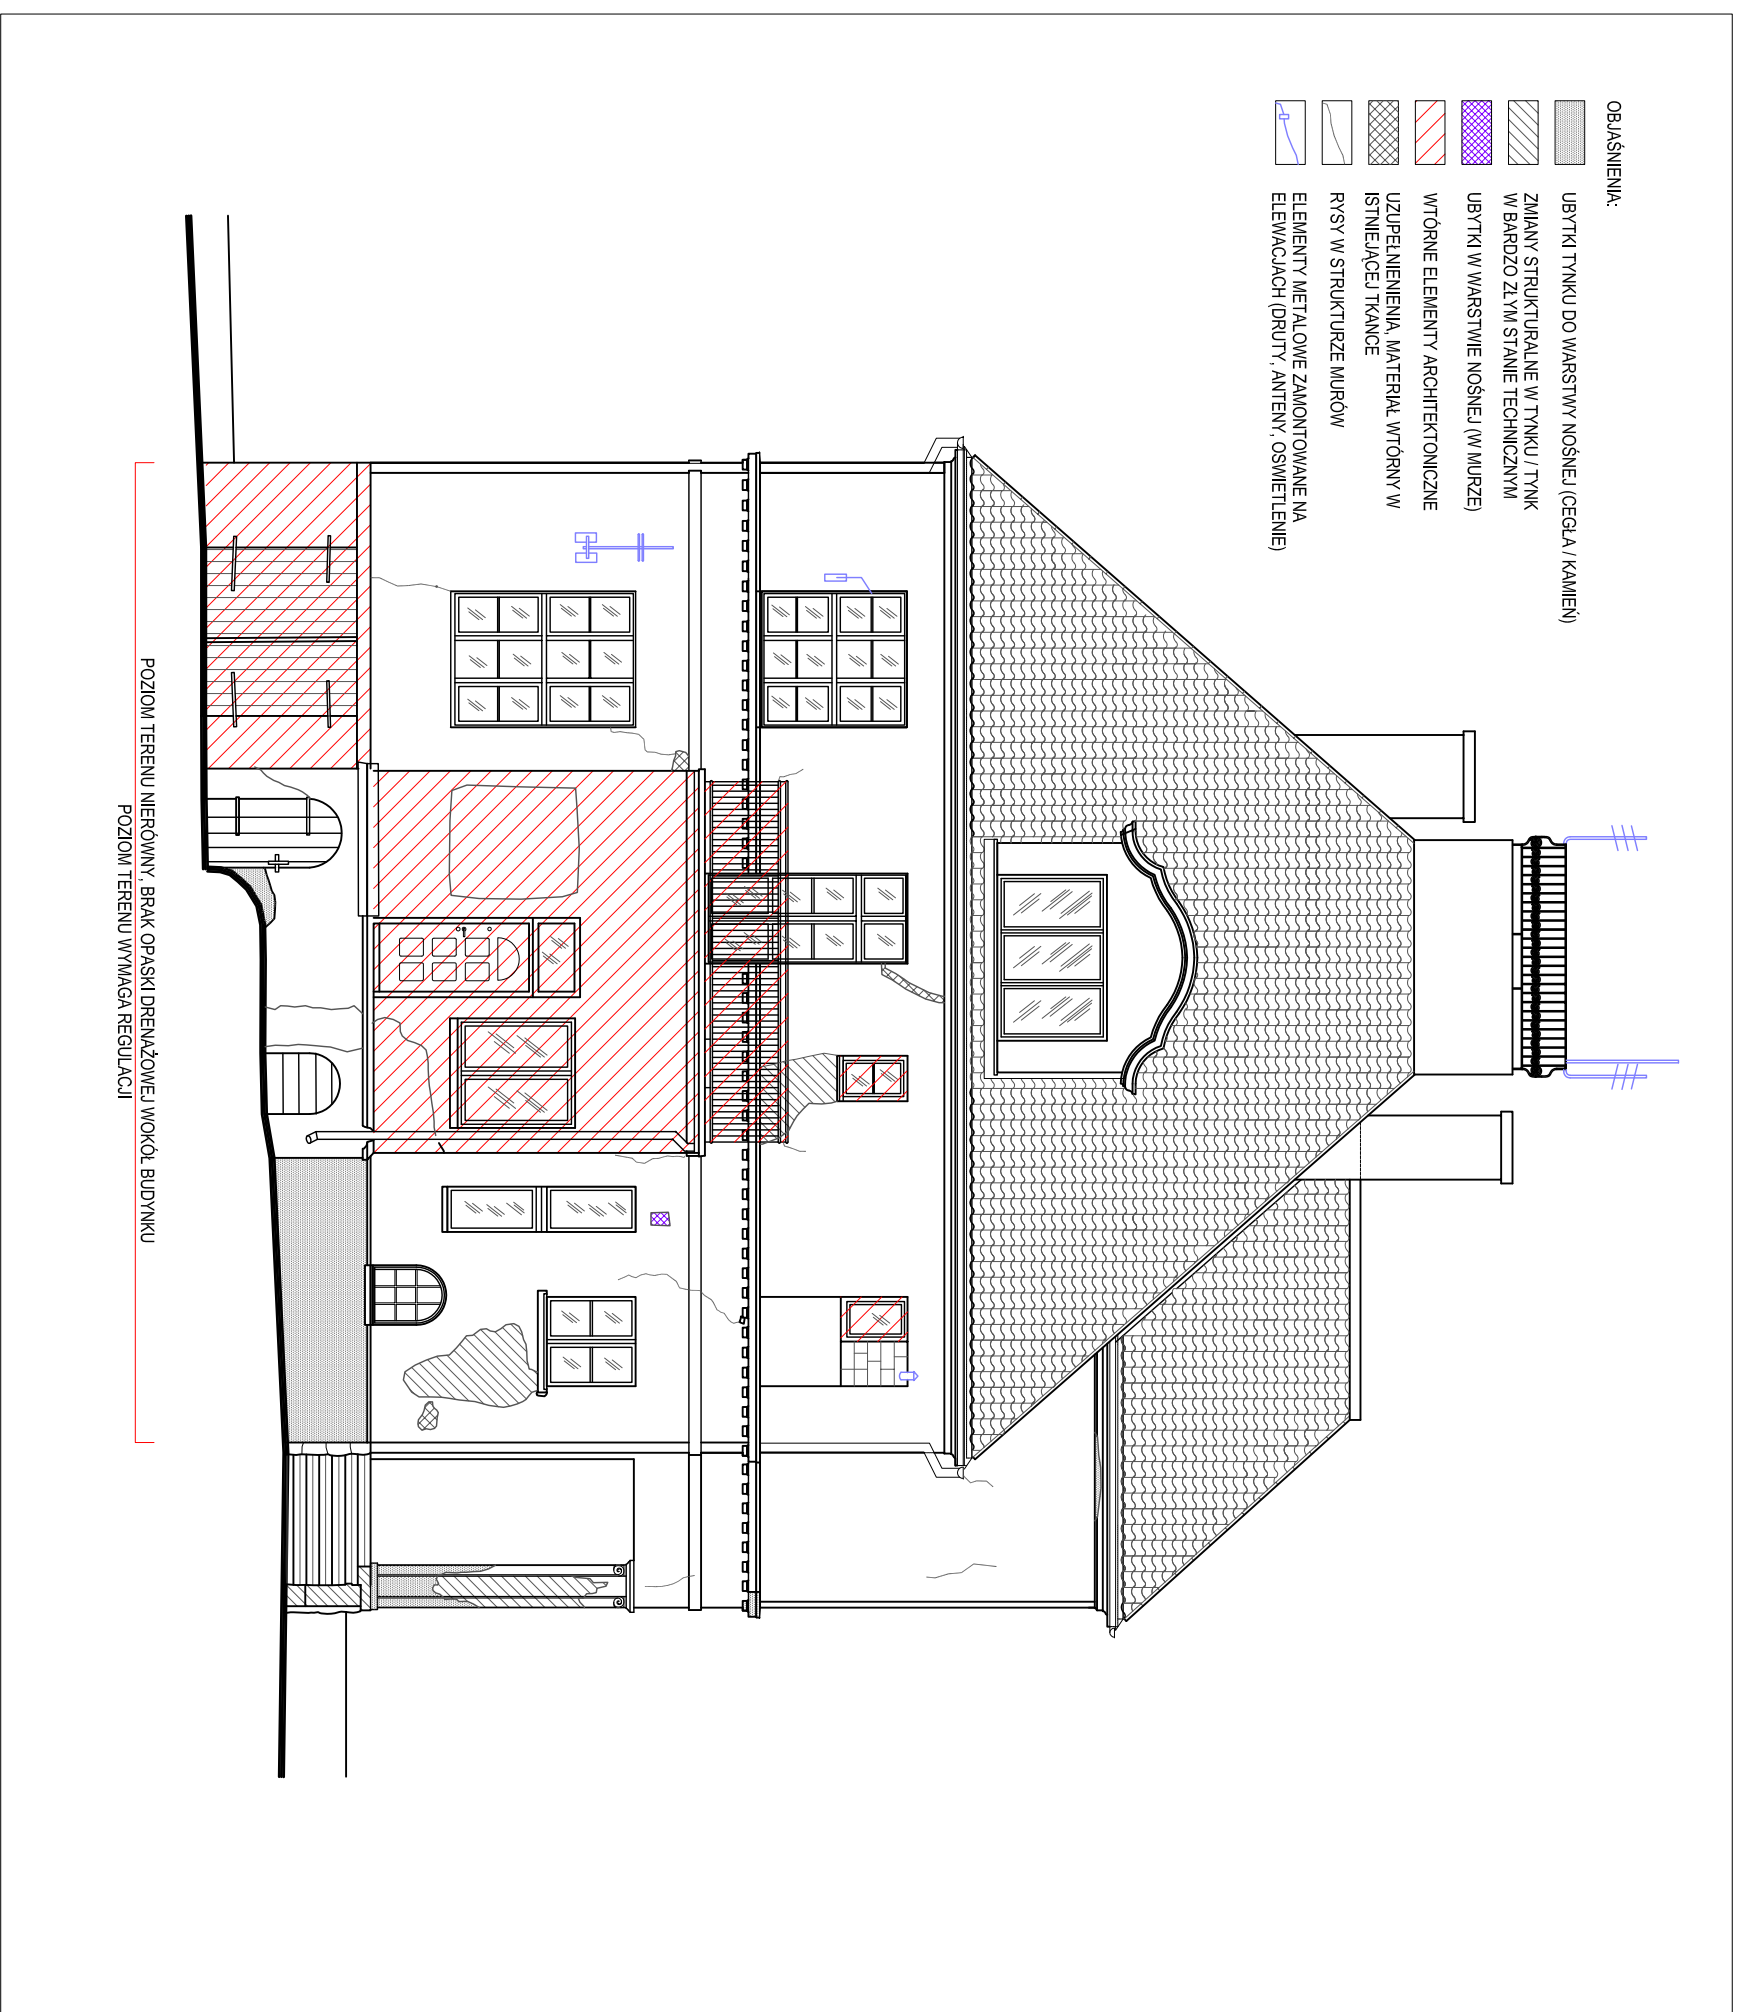 OBJAŚNIENIA:
UBYTKI TYNKU DO WARSTWY NOŚNEJ (CEGŁA / KAMIEŃ)
ZMIANY STRUKTURALNE W TYNKU / TYNK
W BARDZO ZŁYM STANIE TECHNICZNYM
UBYTKI W WARSTWIE NOŚNEJ (W MURZE)
WTÓRNE ELEMENTY ARCHITEKTONICZNE
UZUPEŁNIENIENIA, MATERIAŁ WTÓRNY W
ISTNIEJĄCEJ TKANCE
RYSY W STRUKTURZE MURÓW
ELEMENTY METALOWE ZAMONTOWANE NA
ELEWACJACH (DRUTY, ANTENY, OSWIETLENIE)
POZIOM TERENU NIERÓWNY, BRAK OPASKI DRENAŻOWEJ WOKÓŁ BUDYNKU
POZIOM TERENU WYMAGA REGULACJI